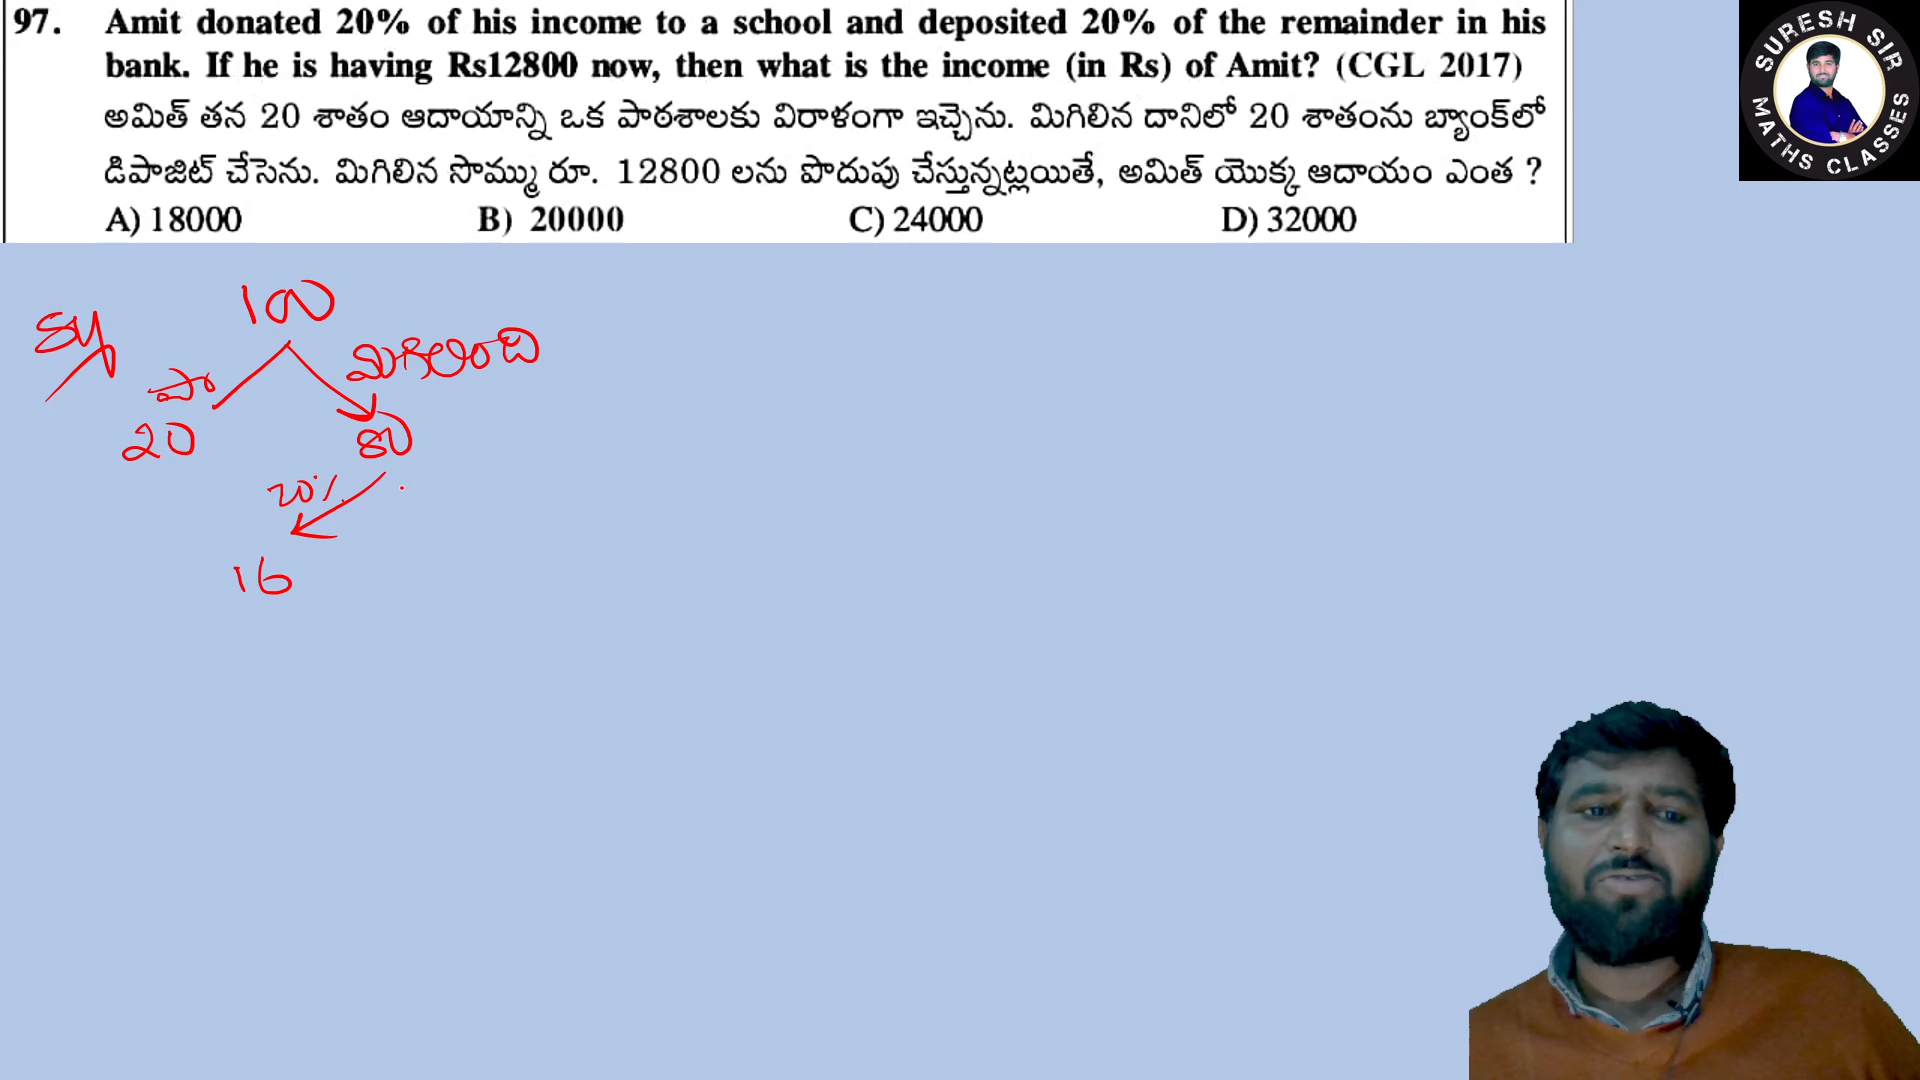 97. Amit donated 20% of his income to a school and deposited 20% of the remainder in his
bank. If he is having Rs12800 now, then what is the income (in Rs) of Amit? (CGL 2017)
అమిత్ తన 20 శాతం ఆదాయాన్ని ఒక పాఠశాలకు విరాళంగా ఇచ్చెను. మిగిలిన దానిలో 20 శాతంను బ్యాంక్‌లో
డిపాజిట్ చేసెను. మిగిలిన సొమ్ము రూ. 12800 లను పొదుపు చేస్తున్నట్లయితే, అమిత్ యొక్క ఆదాయం ఎంత ?
A) 18000 B) 20000 C) 24000 D) 32000
SURESH SIR
MATHS CLASSES
100
మిగిలింది
పా
20 80
20%
16